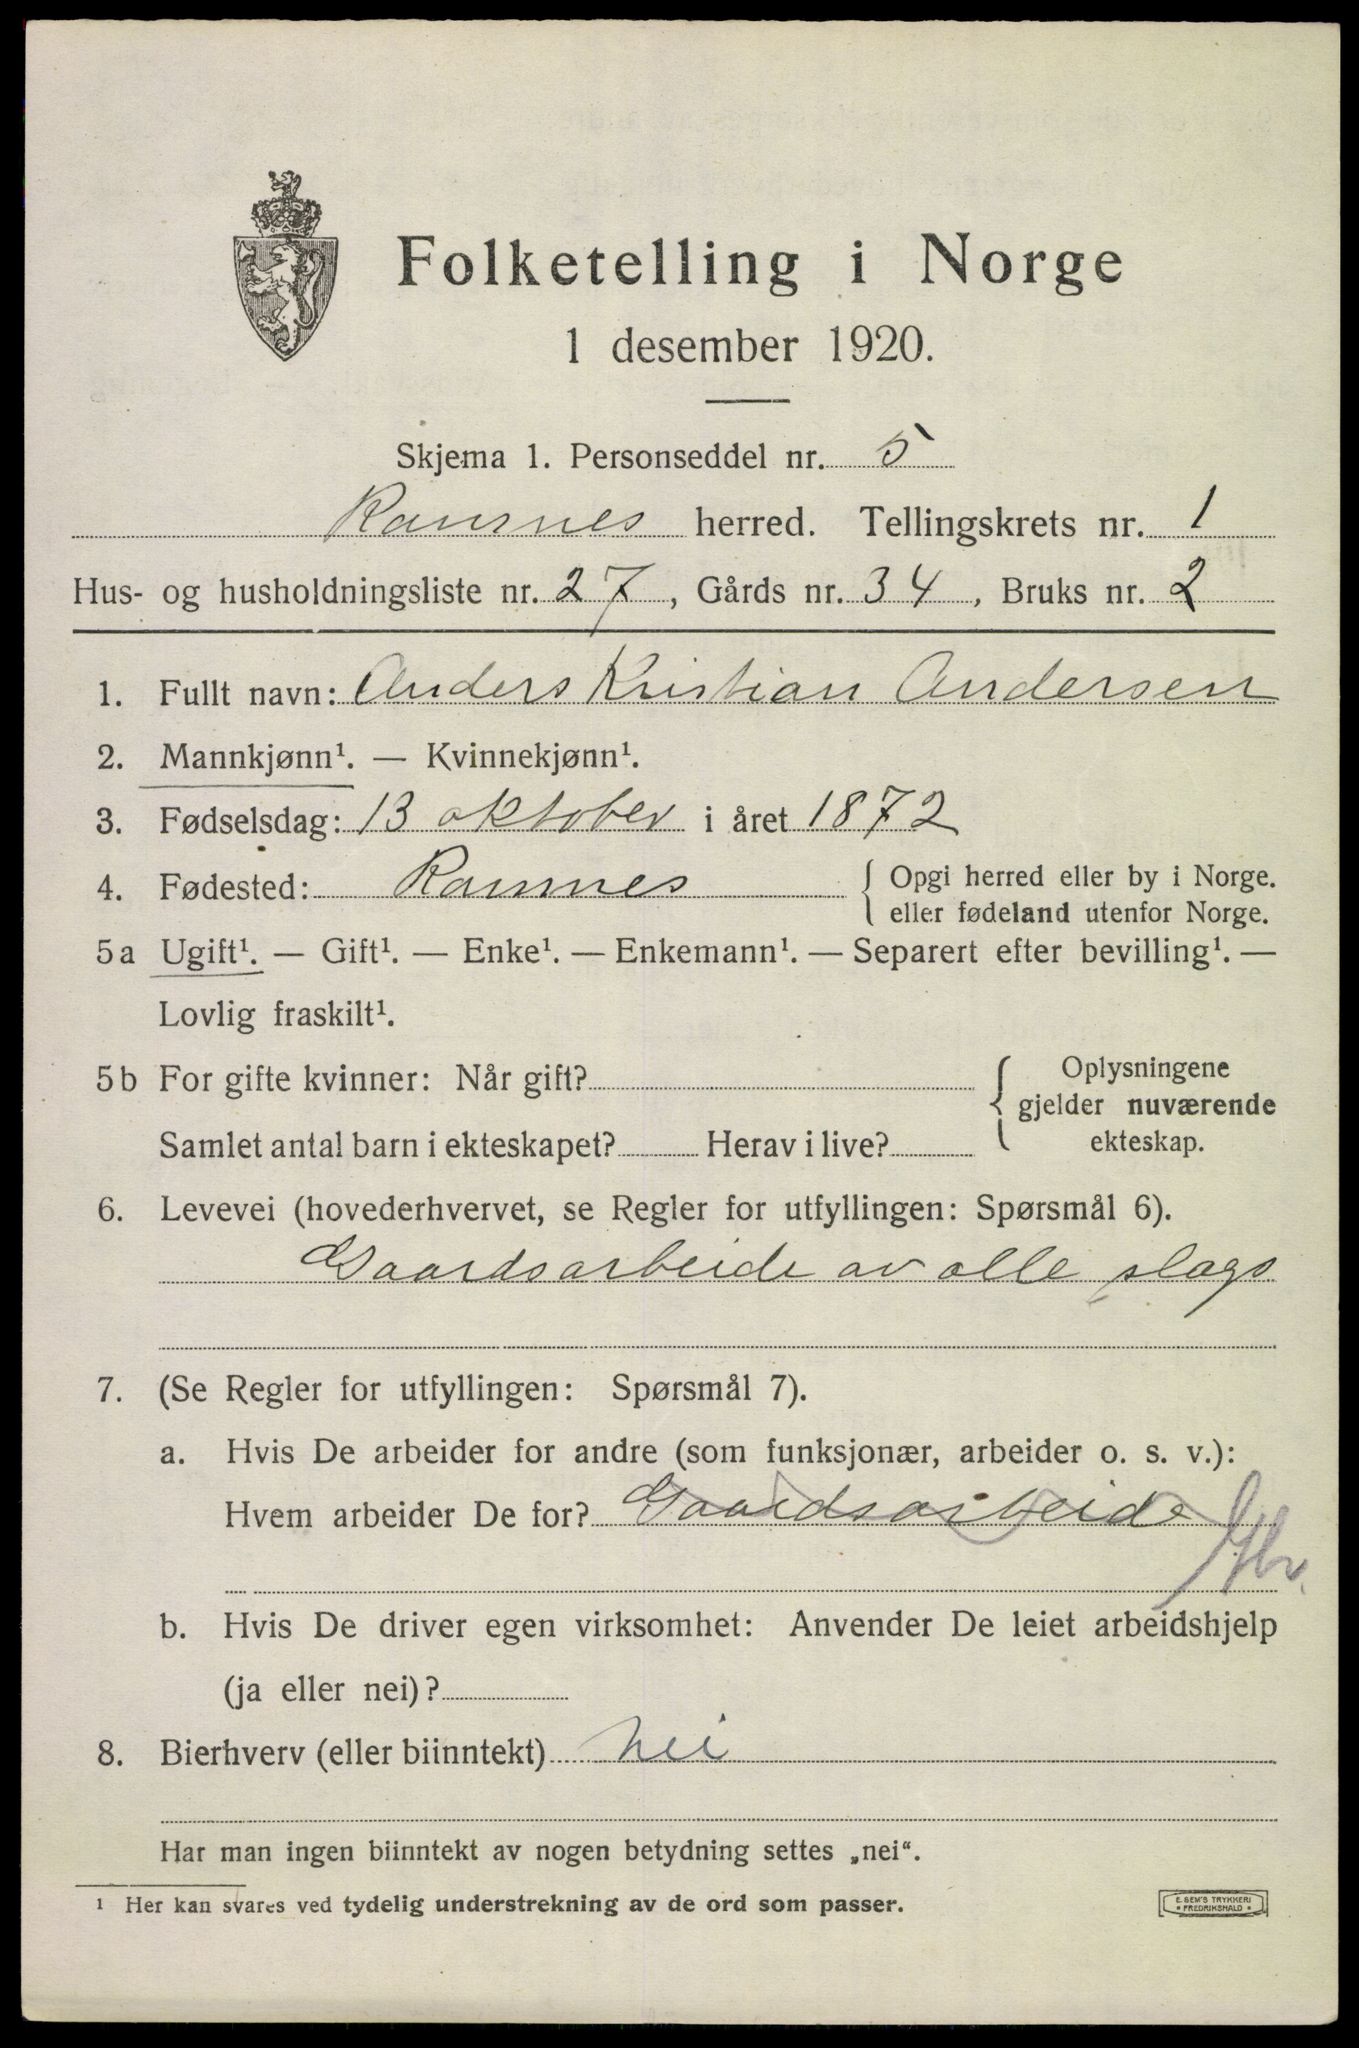 Folketelling i Norge
1 desember 1920.
Skjema 1. Personseddel nr. 5
Ramnes herred. Tellingskrets nr. 1
Hus- og husholdningsliste nr. 27, Gårds nr. 34, Bruks nr. 2
1. Fullt navn: Anders Kristian Andersen
2. Mannkjønn¹. — Kvinnekjønn¹.
3. Fødselsdag: 13 oktober i året 1872
4. Fødested: Ramnes { Opgi herred eller by i Norge.
{ eller fødeland utenfor Norge.
5a Ugift¹. — Gift¹. — Enke¹. — Enkemann¹. — Separert efter bevilling¹. —
Lovlig fraskilt¹.
5b For gifte kvinner: Når gift? { Oplysningene
gjelder nuværende
Samlet antal barn i ekteskapet? Herav i live? ekteskap.
6. Levevei (hovederhvervet, se Regler for utfyllingen: Spørsmål 6).
Gaardsarbeide av alle slags
7. (Se Regler for utfyllingen: Spørsmål 7).
a. Hvis De arbeider for andre (som funksjonær, arbeider o. s. v.):
Hvem arbeider De for? Gaardsarbeide
b. Hvis De driver egen virksomhet: Anvender De leiet arbeidshjelp
(ja eller nei)?
8. Bierhverv (eller biinntekt) nei
Har man ingen biinntekt av nogen betydning settes „nei“.
¹ Her kan svares ved tydelig understrekning av de ord som passer.
E. SEM'S TRYKKERI
FREDRIKSHALD